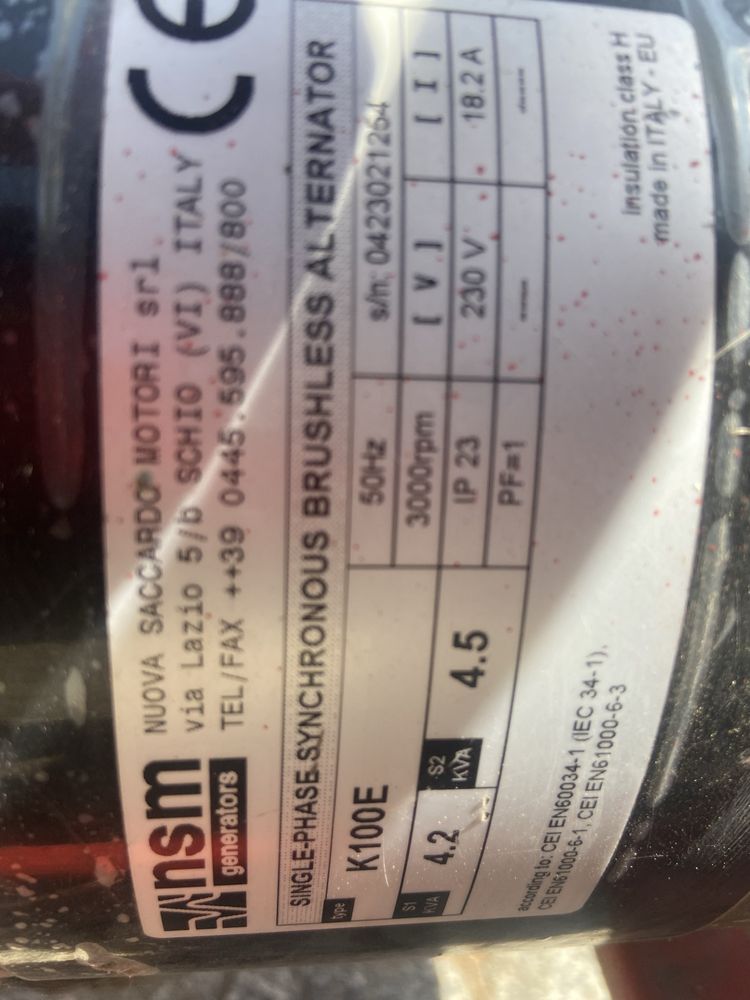 nsm
generators
NUOVA SACCARDO MOTORI srl
via Lazio 5/b SCHIO (VI) ITALY
TEL/FAX ++39 0445.595.888/800
CE
SINGLE-PHASE SYNCHRONOUS BRUSHLESS ALTERNATOR
type K100E 50Hz s/n: 0423021264
3000rpm [ V ] [ I ]
S1 KVA 4.2 S2 KVA 4.5 IP 23 230 V 18.2 A
PF=1 ----- -----
according to: CEI EN60034-1 (IEC 34-1),
CEI EN61000-6-1, CEI EN61000-6-3
insulation class H
made in ITALY - EU